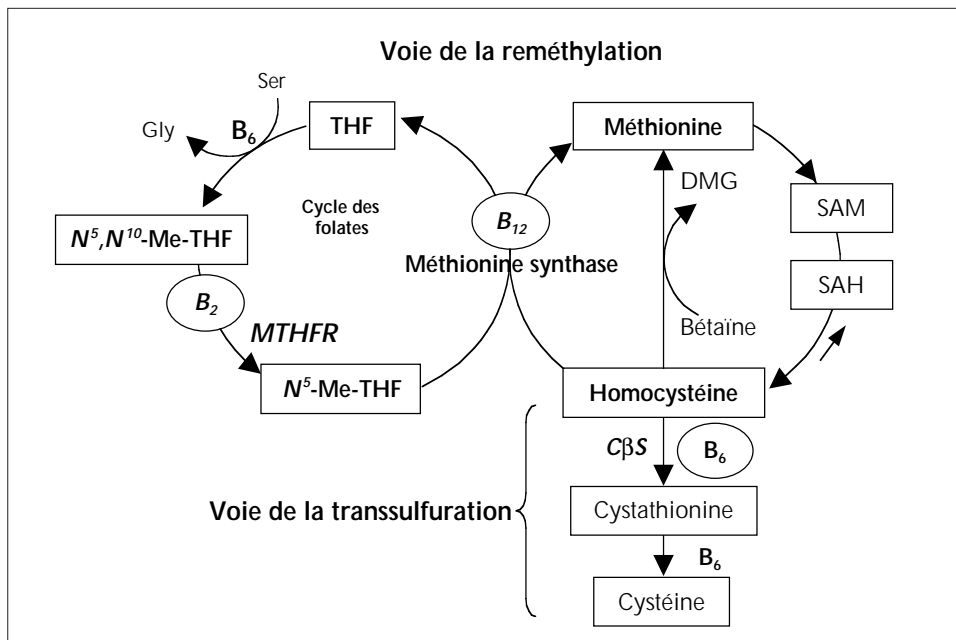 Voie de la reméthylation
Ser
Gly
B₆
THF
Méthionine
DMG
SAM
Cycle des
folates
B₁₂
N⁵,N¹⁰-Me-THF
Méthionine synthase
SAH
B₂
Bétaïne
MTHFR
N⁵-Me-THF
Homocystéine
CβS
B₆
Voie de la transsulfuration
Cystathionine
B₆
Cystéine